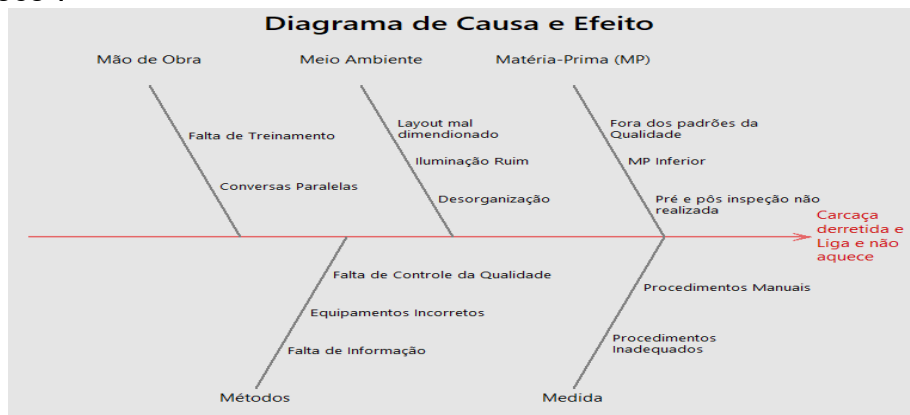 Diagrama de Causa e Efeito
Mão de Obra
Meio Ambiente
Matéria-Prima (MP)
Falta de Treinamento
Conversas Paralelas
Layout mal
dimendionado
Iluminação Ruim
Desorganização
Fora dos padrões da
Qualidade
MP Inferior
Pré e pôs inspeção não
realizada
Carcaça
derretida e
Liga e não
aquece
Falta de Controle da Qualidade
Equipamentos Incorretos
Falta de Informação
Métodos
Procedimentos Manuais
Procedimentos
Inadequados
Medida